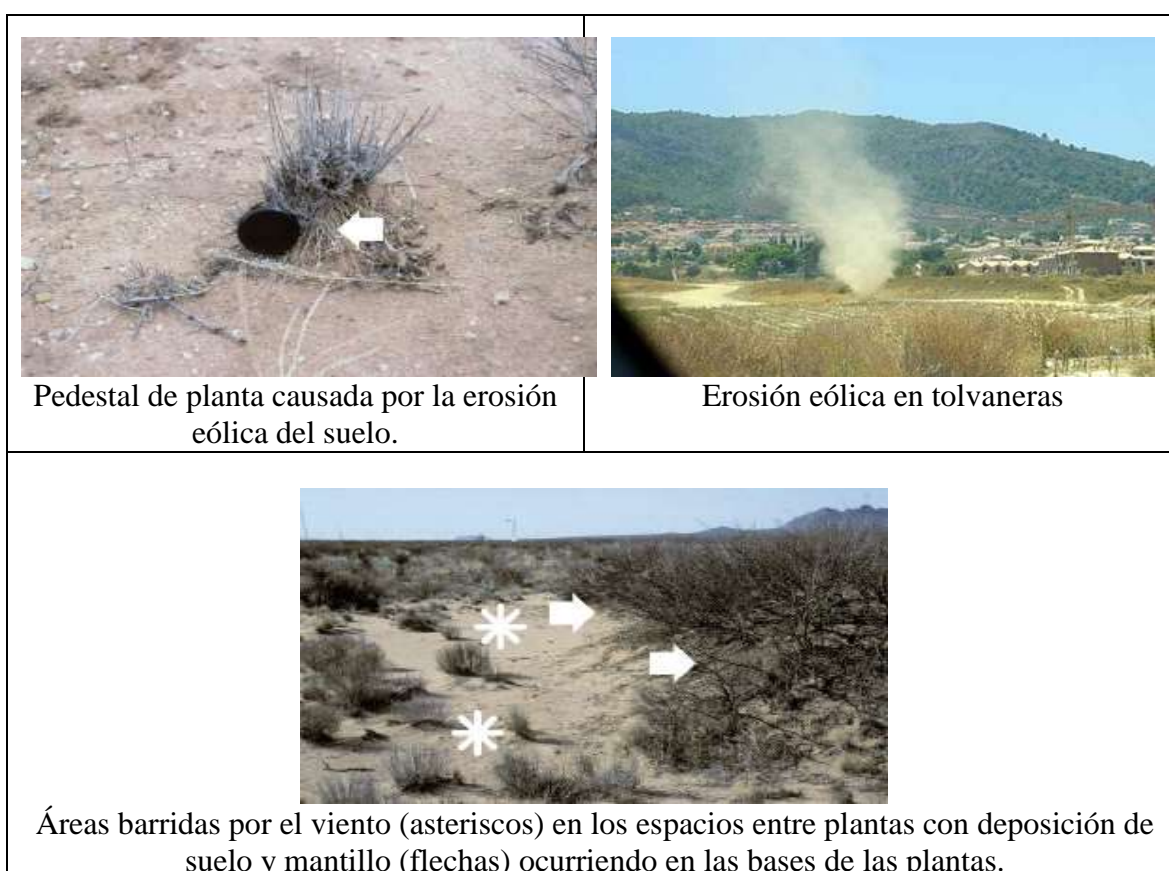 Pedestal de planta causada por la erosión
eólica del suelo.
Erosión eólica en tolvaneras
Áreas barridas por el viento (asteriscos) en los espacios entre plantas con deposición de
suelo y mantillo (flechas) ocurriendo en las bases de las plantas.